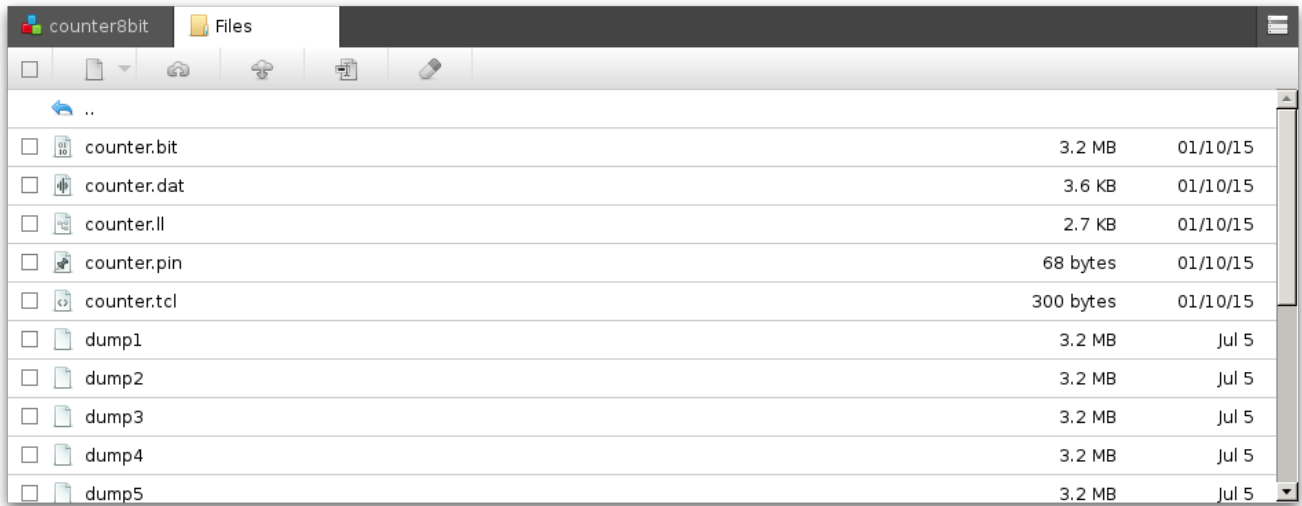 counter8bit Files
..
counter.bit 3.2 MB 01/10/15
counter.dat 3.6 KB 01/10/15
counter.ll 2.7 KB 01/10/15
counter.pin 68 bytes 01/10/15
counter.tcl 300 bytes 01/10/15
dump1 3.2 MB Jul 5
dump2 3.2 MB Jul 5
dump3 3.2 MB Jul 5
dump4 3.2 MB Jul 5
dump5 3.2 MB Jul 5